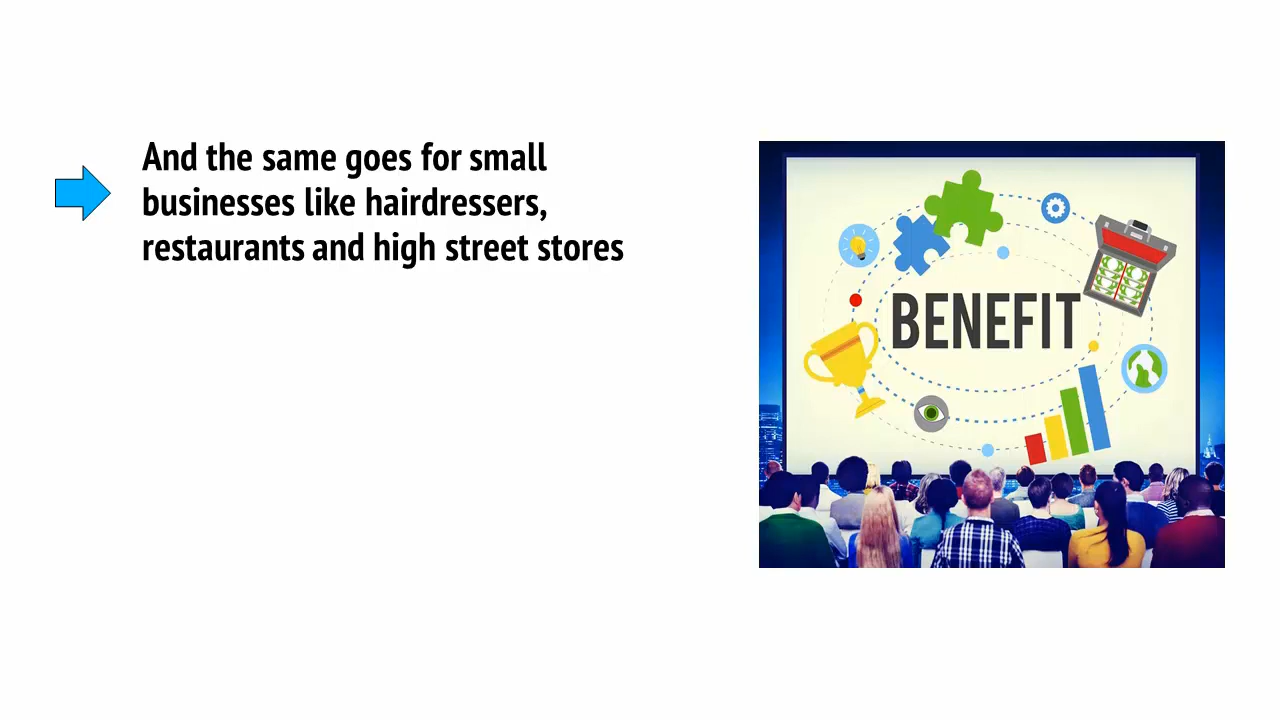 And the same goes for small
businesses like hairdressers,
restaurants and high street stores
BENEFIT